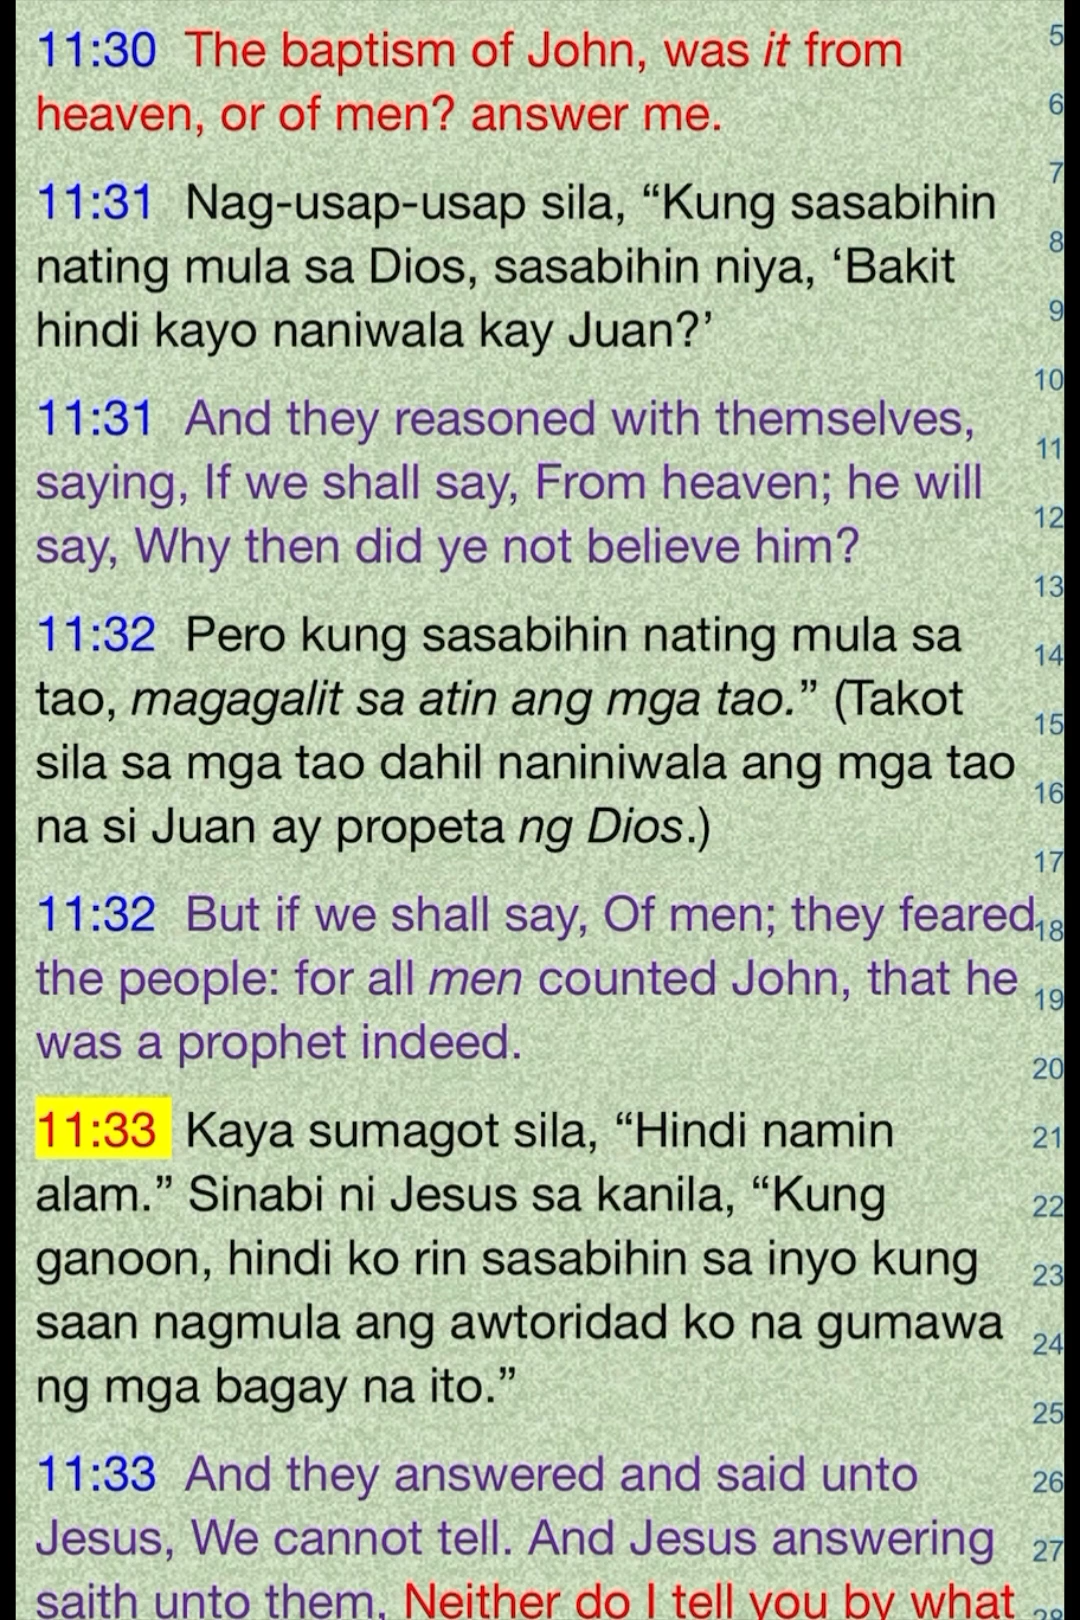 11:30 The baptism of John, was it from
heaven, or of men? answer me.
11:31 Nag-usap-usap sila, “Kung sasabihin
nating mula sa Dios, sasabihin niya, ‘Bakit
hindi kayo naniwala kay Juan?’
11:31 And they reasoned with themselves,
saying, If we shall say, From heaven; he will
say, Why then did ye not believe him?
11:32 Pero kung sasabihin nating mula sa
tao, magagalit sa atin ang mga tao.” (Takot
sila sa mga tao dahil naniniwala ang mga tao
na si Juan ay propeta ng Dios.)
11:32 But if we shall say, Of men; they feared
the people: for all men counted John, that he
was a prophet indeed.
11:33 Kaya sumagot sila, “Hindi namin
alam.” Sinabi ni Jesus sa kanila, “Kung
ganoon, hindi ko rin sasabihin sa inyo kung
saan nagmula ang awtoridad ko na gumawa
ng mga bagay na ito.”
11:33 And they answered and said unto
Jesus, We cannot tell. And Jesus answering
saith unto them, Neither do I tell you by what
5
6
7
8
9
10
11
12
13
14
15
16
17
18
19
20
21
22
23
24
25
26
27
28